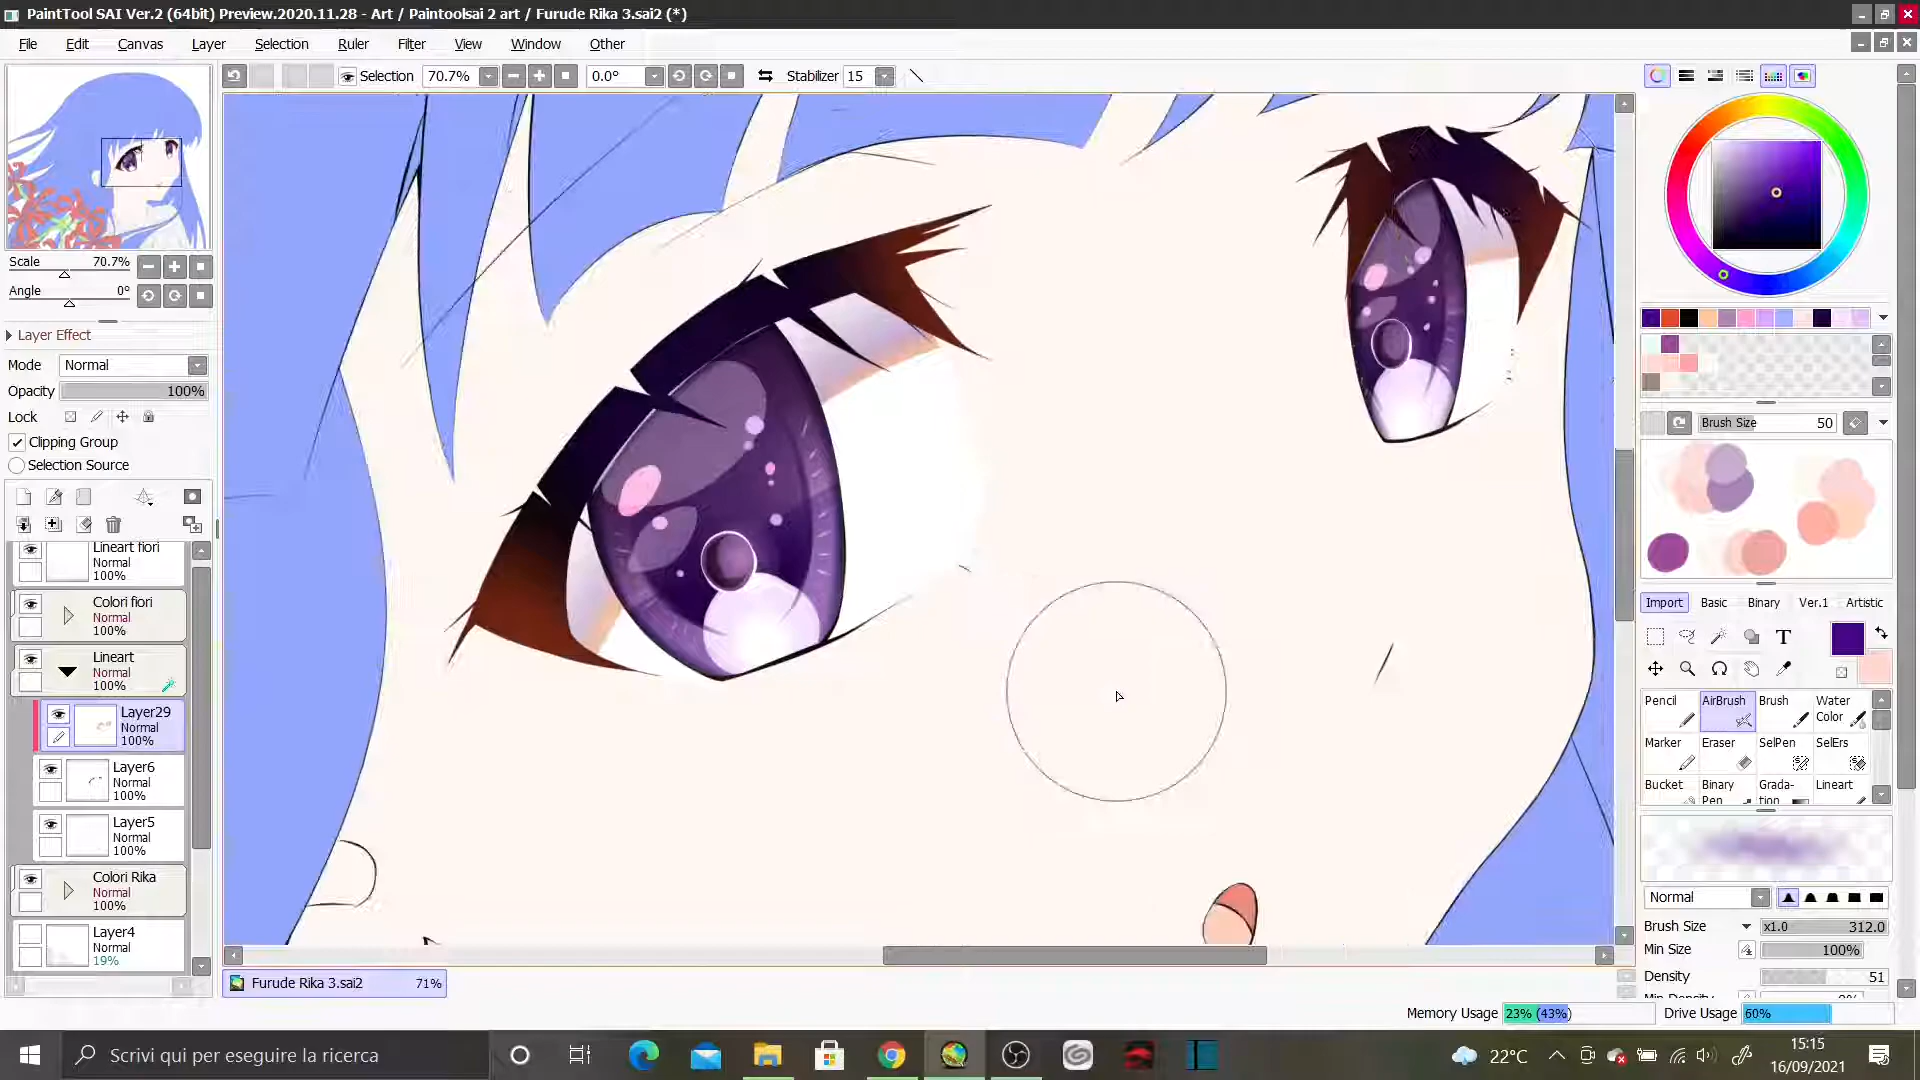 PaintTool SAI Ver.2 (64bit) Preview.2020.11.28 - Art / Paintoolsai 2 art / Furude Rika 3.sai2 (*)
File Edit Canvas Layer Selection Ruler Filter View Window Other
Selection 70.7% 0.0° Stabilizer 15
Scale 70.7%
Angle 0°
Layer Effect
Mode Normal
Opacity 100%
Lock
Clipping Group
Selection Source
Lineart fiori
Normal
100%
Colori fiori
Normal
100%
Lineart
Normal
100%
Layer29
Normal
100%
Layer6
Normal
100%
Layer5
Normal
100%
Colori Rika
Normal
100%
Layer4
Normal
19%
Furude Rika 3.sai2 71%
Brush Size 50
Import Basic Binary Ver.1 Artistic
T
Pencil AirBrush Brush Water Color
Marker Eraser SelPen SelErs
Bucket Binary Pen Grada-tion Lineart
Normal
Brush Size x1.0 312.0
Min Size 100%
Density 51
Min Density 0%
Memory Usage 23% (43%) Drive Usage 60%
Scrivi qui per eseguire la ricerca
22°C
15:15
16/09/2021